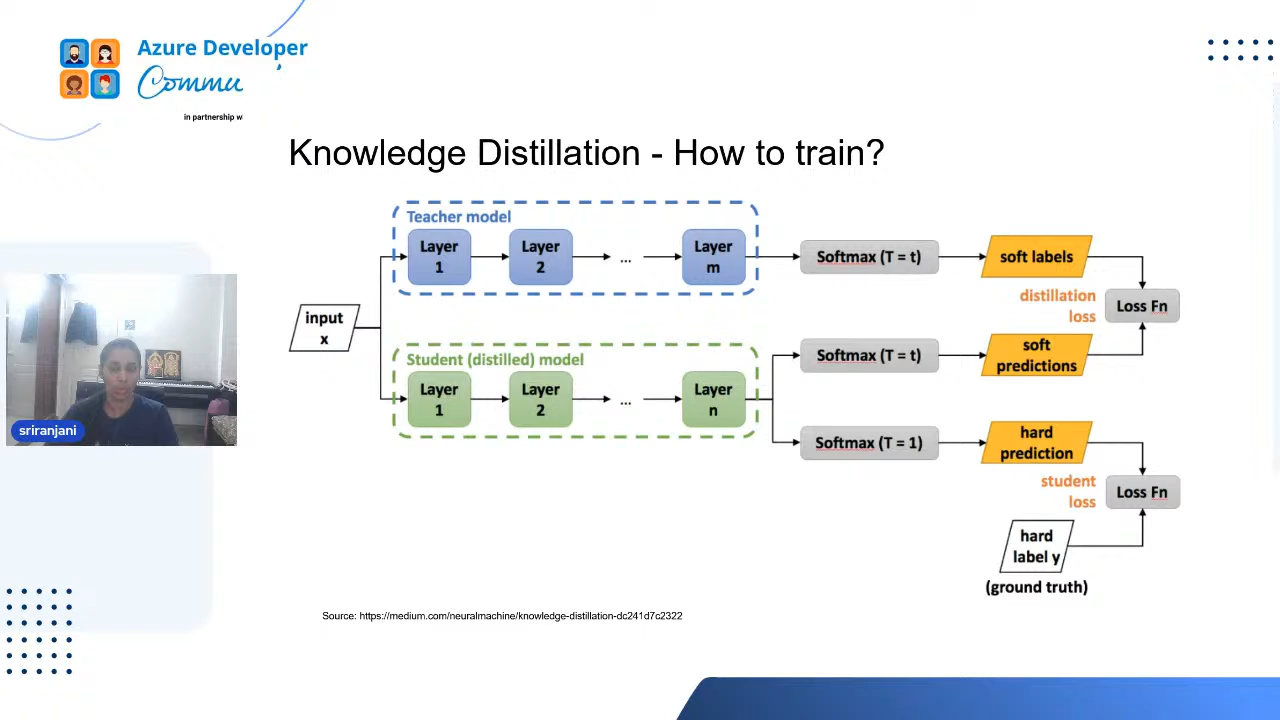 Azure Developer
Commu
in partnership w
Knowledge Distillation - How to train?
Teacher model
Layer
1
Layer
2
...
Layer
m
Softmax (T = t)
soft labels
distillation
loss
Loss Fn
input
x
Student (distilled) model
Layer
1
Layer
2
...
Layer
n
Softmax (T = t)
soft
predictions
Softmax (T = 1)
hard
prediction
student
loss
Loss Fn
hard
label y
(ground truth)
sriranjani
Source: https://medium.com/neuralmachine/knowledge-distillation-dc241d7c2322